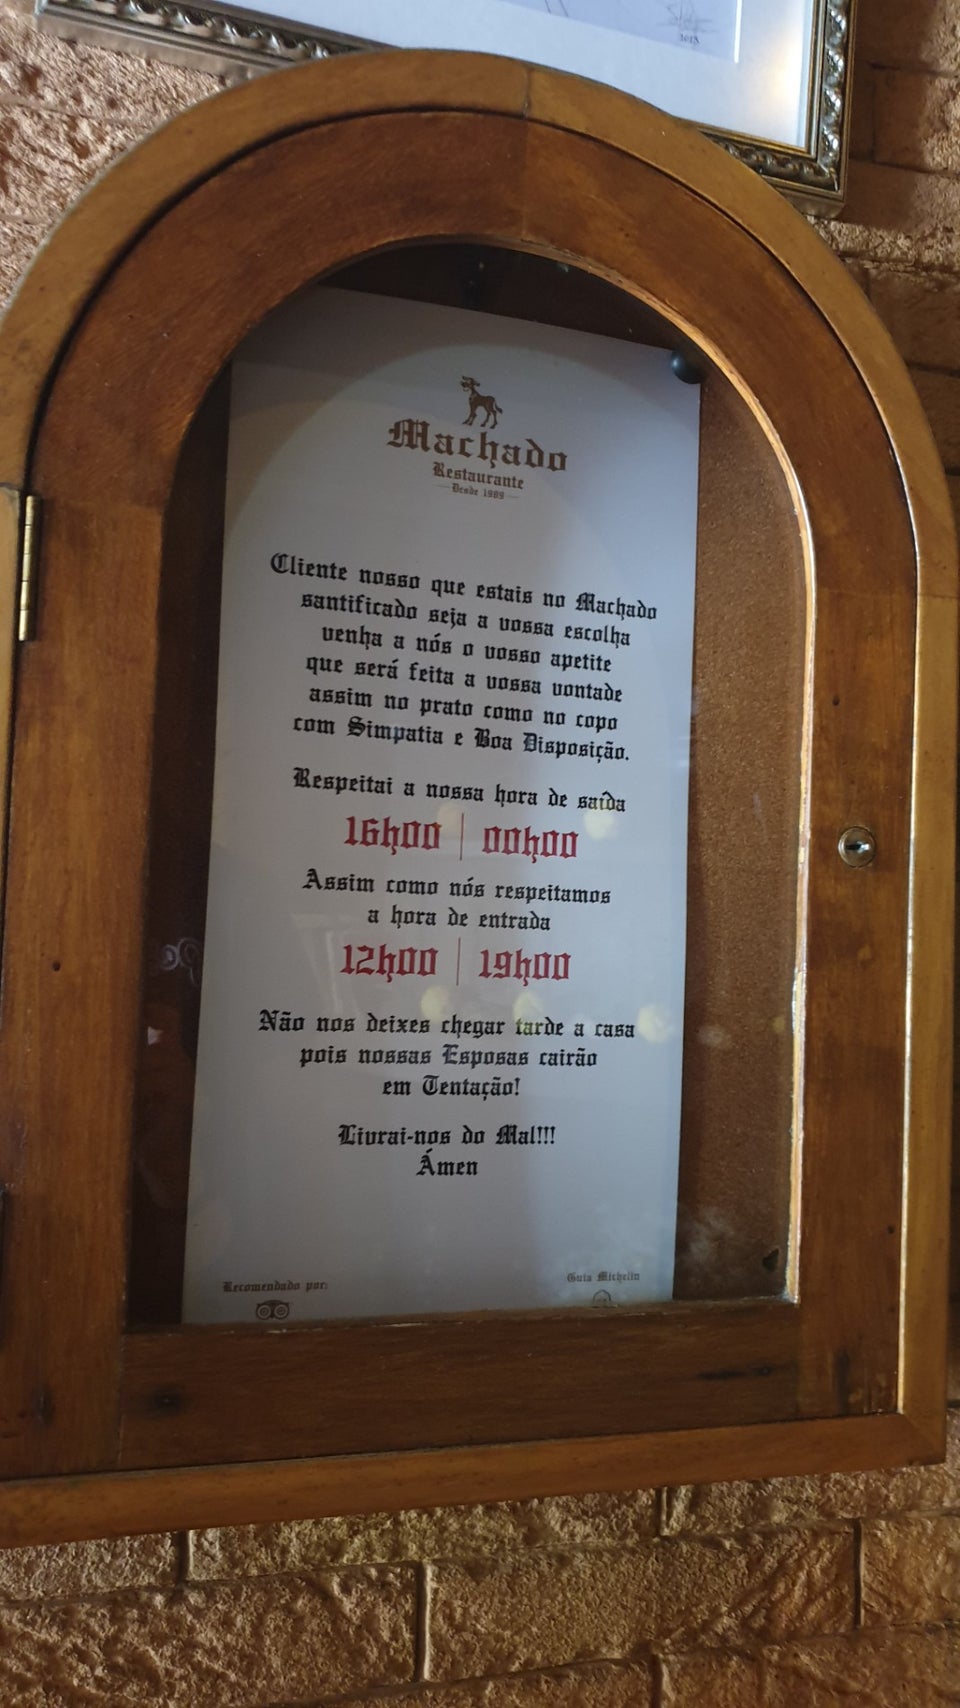 2013
Machado
Restaurante
Desde 1989
Cliente nosso que estais no Machado
santificado seja a vossa escolha
venha a nós o vosso apetite
que será feita a vossa vontade
assim no prato como no copo
com Simpatia e Boa Disposição.
Respeitai a nossa hora de saída
16h00 | 00h00
Assim como nós respeitamos
a hora de entrada
12h00 | 19h00
Não nos deixes chegar tarde a casa
pois nossas Esposas cairão
em Tentação!
Livrai-nos do Mal!!!
Ámen
Recomendado por:
Guia Michelin